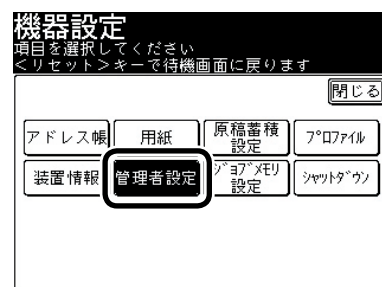 機器設定
項目を選択してください
<リセット>キーで待機画面に戻ります
閉じる
アドレス帳 用紙 原稿蓄積 ﾌﾟﾛﾌｧｲﾙ
設定
装置情報 管理者設定 ｼﾞｮﾌﾞﾒﾓﾘ ｼｬｯﾄﾀﾞｳﾝ
設定